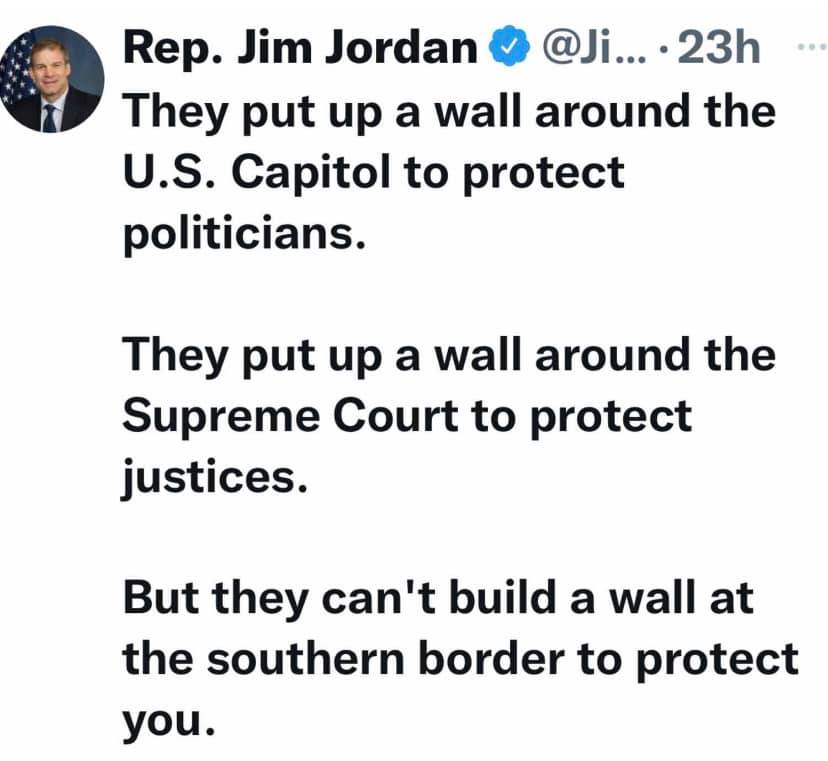 Rep. Jim Jordan @Ji... · 23h ...
They put up a wall around the
U.S. Capitol to protect
politicians.
They put up a wall around the
Supreme Court to protect
justices.
But they can't build a wall at
the southern border to protect
you.